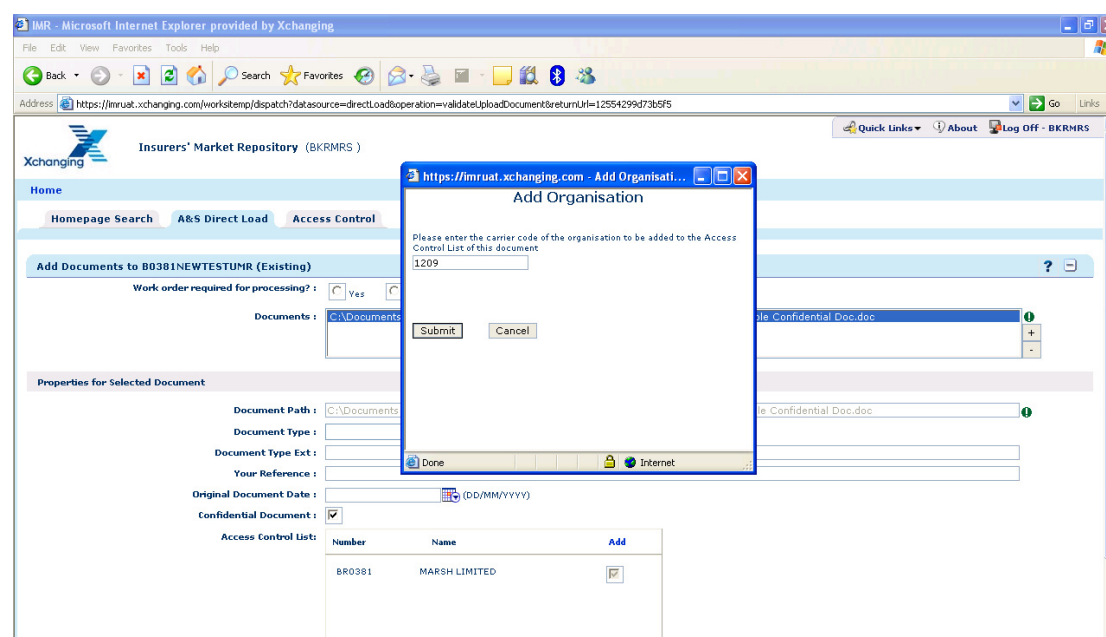 IMR - Microsoft Internet Explorer provided by Xchanging
File Edit View Favorites Tools Help
Back Search Favorites
Address https://imruat.xchanging.com/worksitemp/dispatch?datasource=directLoad&operation=validateUploadDocument&returnUrl=12554299d73b5f5 Go Links
Quick Links About Log Off - BKRMRS
Xchanging
Insurers' Market Repository (BKRMRS )
Home
Homepage Search A&S Direct Load Access Control
Add Documents to B0381NEWTESTUMR (Existing) ?
Work order required for processing? : Yes
Documents : C:\Documents ple Confidential Doc.doc
+
-
Properties for Selected Document
Document Path : C:\Documents le Confidential Doc.doc
Document Type :
Document Type Ext :
Your Reference :
Original Document Date : (DD/MM/YYYY)
Confidential Document :
Access Control List: Number Name Add
BR0381 MARSH LIMITED
https://imruat.xchanging.com - Add Organisati...
Add Organisation
Please enter the carrier code of the organisation to be added to the Access
Control List of this document
1209
Submit Cancel
Done Internet